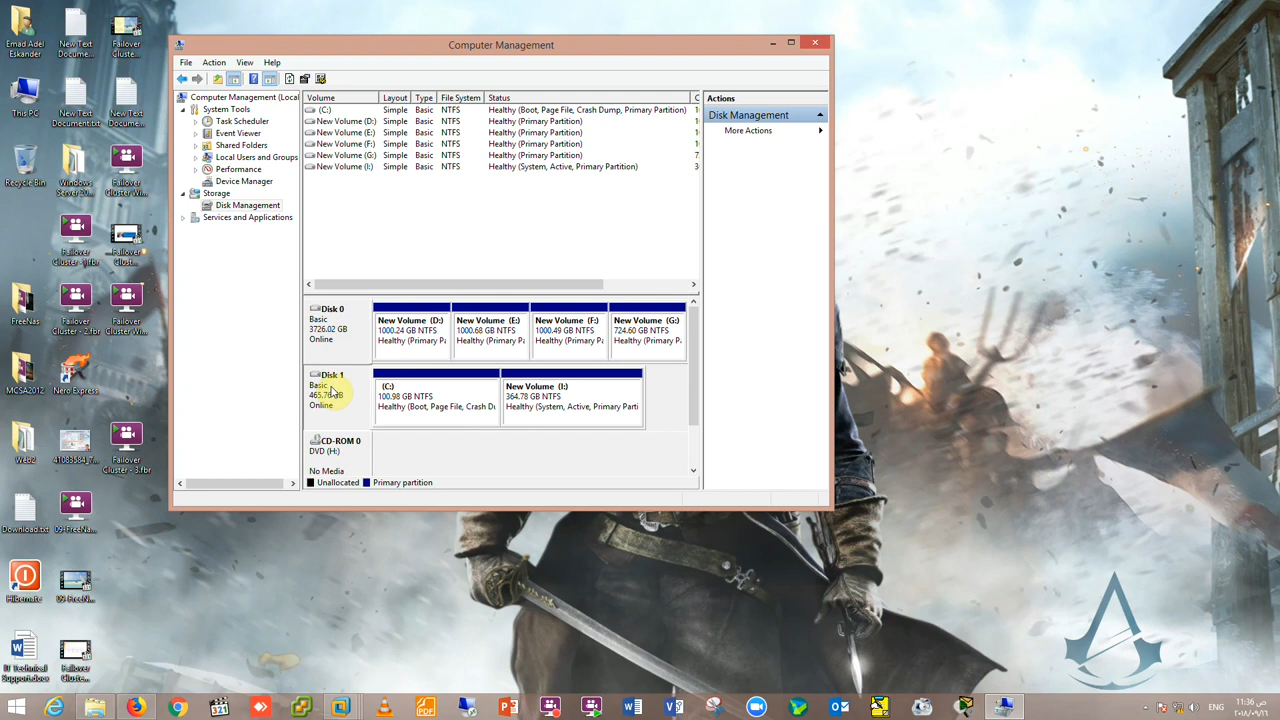 Emad Adel
Eskander
New Text
Docume...
Failover
Cluste...
This PC
New Text
Document.txt
New Text
Docume...
Recycle Bin
Windows
Server 20...
Failover
Cluster Wi...
Failover
Failover
Clust...
FreeNas
Failover
Cluster - 2.fbr
Failover
Cluster Wi...
MCSA2012
Nero Express
Web2
Failover
Cluster - 3.fbr
Download.txt
Hibernate
IT Technical
Support.docx
Failover
Cluster...
Computer Management
File Action View Help
Computer Management (Local
System Tools
Task Scheduler
Event Viewer
Shared Folders
Local Users and Groups
Performance
Device Manager
Storage
Disk Management
Services and Applications
Volume Layout Type File System Status C
(C:) Simple Basic NTFS Healthy (Boot, Page File, Crash Dump, Primary Partition)
New Volume (D:) Simple Basic NTFS Healthy (Primary Partition)
New Volume (E:) Simple Basic NTFS Healthy (Primary Partition)
New Volume (F:) Simple Basic NTFS Healthy (Primary Partition)
New Volume (G:) Simple Basic NTFS Healthy (Primary Partition)
New Volume (I:) Simple Basic NTFS Healthy (System, Active, Primary Partition)
Disk 0
Basic
3726.02 GB
Online
New Volume (D:)
1000.24 GB NTFS
Healthy (Primary Pa
New Volume (E:)
1000.68 GB NTFS
Healthy (Primary Pa
New Volume (F:)
1000.49 GB NTFS
Healthy (Primary Pa
New Volume (G:)
724.60 GB NTFS
Healthy (Primary Pa
Disk 1
Basic
Online
(C:)
100.98 GB NTFS
Healthy (Boot, Page File, Crash Du
New Volume (I:)
364.78 GB NTFS
Healthy (System, Active, Primary Parti
CD-ROM 0
DVD (H:)
No Media
Unallocated Primary partition
Actions
Disk Management
More Actions
321
PDF
ENG
11:36 ص